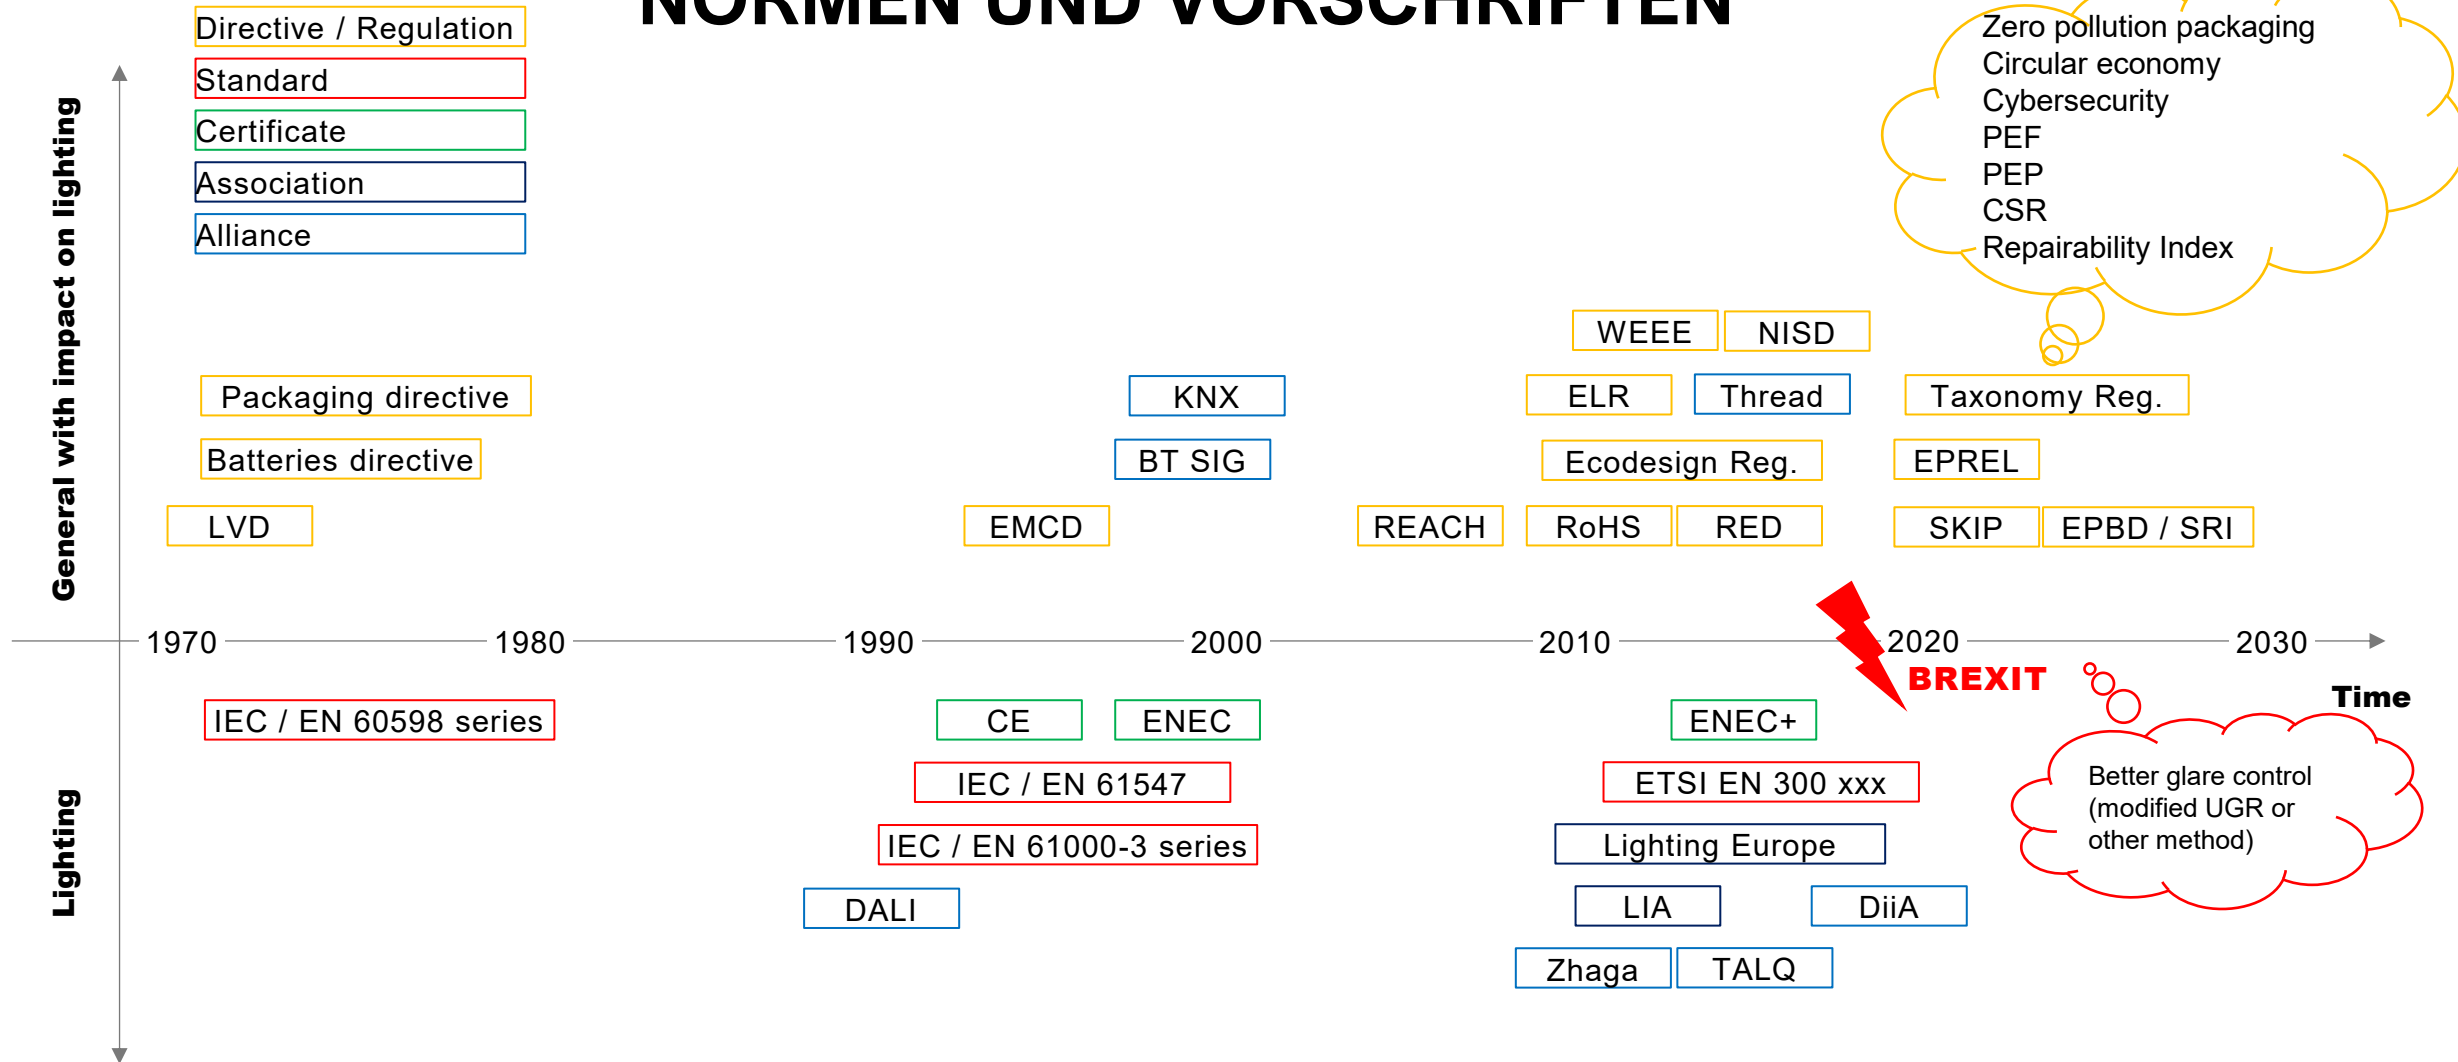 NORMEN UND VORSCHRIFTEN
Directive / Regulation
Standard
Certificate
Association
Alliance
General with impact on lighting
Zero pollution packaging
Circular economy
Cybersecurity
PEF
PEP
CSR
Repairability Index
WEEE
NISD
Packaging directive
KNX
ELR
Thread
Taxonomy Reg.
Batteries directive
BT SIG
Ecodesign Reg.
EPREL
LVD
EMCD
REACH
RoHS
RED
SKIP
EPBD / SRI
1970
1980
1990
2000
2010
2020
2030
BREXIT
Time
Lighting
IEC / EN 60598 series
CE
ENEC
ENEC+
IEC / EN 61547
ETSI EN 300 xxx
IEC / EN 61000-3 series
Lighting Europe
DALI
LIA
DiiA
Zhaga
TALQ
Better glare control
(modified UGR or
other method)